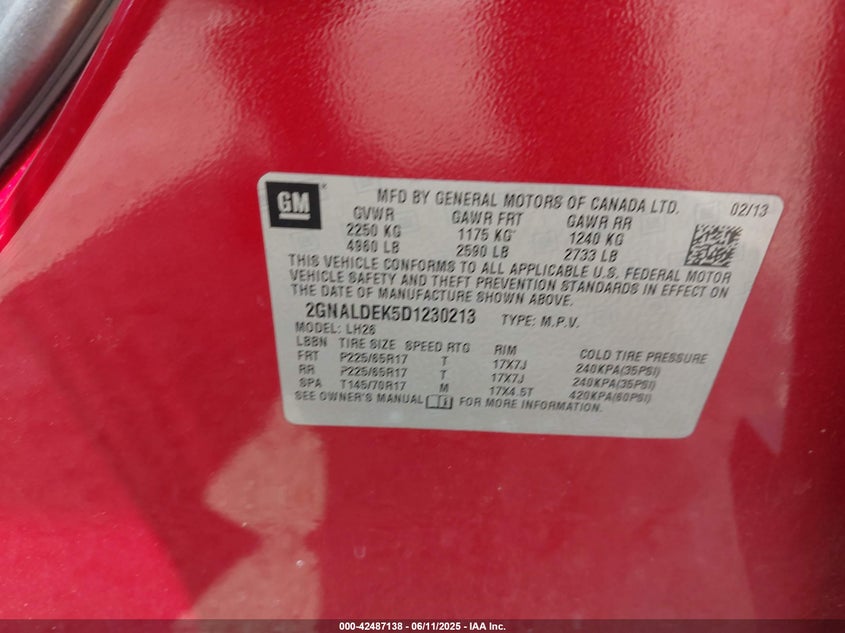 GM
MFD BY GENERAL MOTORS OF CANADA LTD. 02/13
GVWR GAWR FRT GAWR RR
2250 KG 1175 KG 1240 KG
4960 LB 2590 LB 2733 LB
THIS VEHICLE CONFORMS TO ALL APPLICABLE U.S. FEDERAL MOTOR
VEHICLE SAFETY AND THEFT PREVENTION STANDARDS IN EFFECT ON
THE DATE OF MANUFACTURE SHOWN ABOVE.
2GNALDEK5D1230213 TYPE: M.P.V.
MODEL: LH26
LBBN TIRE SIZE SPEED RTG RIM COLD TIRE PRESSURE
FRT P225/65R17 T 17X7J 240KPA(35PSI)
RR P225/65R17 T 17X7J 240KPA(35PSI)
SPA T145/70R17 M 17X4.5T 420KPA(60PSI)
SEE OWNER'S MANUAL FOR MORE INFORMATION.
000-42487138 - 06/11/2025 - IAA Inc.